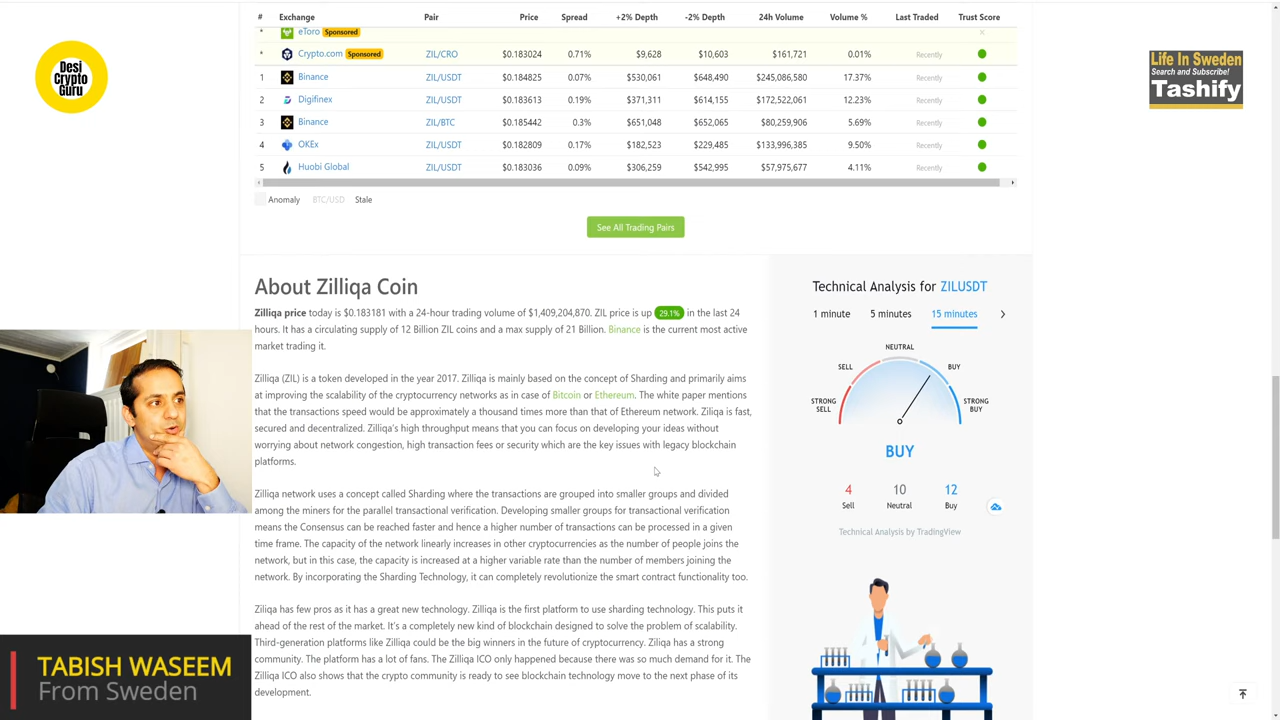 # Exchange Pair Price Spread +2% Depth -2% Depth 24h Volume Volume % Last Traded Trust Score
* eToro Sponsored
* Crypto.com Sponsored ZIL/CRO $0.183024 0.71% $9,628 $10,603 $161,721 0.01% Recently
1 Binance ZIL/USDT $0.184825 0.07% $530,061 $648,490 $245,086,580 17.37% Recently
2 Digifinex ZIL/USDT $0.183613 0.19% $371,311 $614,155 $172,522,061 12.23% Recently
3 Binance ZIL/BTC $0.185442 0.3% $651,048 $652,065 $80,259,906 5.69% Recently
4 OKEx ZIL/USDT $0.182809 0.17% $182,523 $229,485 $133,996,385 9.50% Recently
5 Huobi Global ZIL/USDT $0.183036 0.09% $306,259 $542,995 $57,975,677 4.11% Recently
Anomaly BTC/USD Stale
See All Trading Pairs
Desi
Crypto
Guru
Life In Sweden
Search and Subscribe!
Tashify
About Zilliqa Coin
Zilliqa price today is $0.183181 with a 24-hour trading volume of $1,409,204,870. ZIL price is up 29.1% in the last 24
hours. It has a circulating supply of 12 Billion ZIL coins and a max supply of 21 Billion. Binance is the current most active
market trading it.
Zilliqa (ZIL) is a token developed in the year 2017. Zilliqa is mainly based on the concept of Sharding and primarily aims
at improving the scalability of the cryptocurrency networks as in case of Bitcoin or Ethereum. The white paper mentions
that the transactions speed would be approximately a thousand times more than that of Ethereum network. Ziliqa is fast,
secured and decentralized. Zilliqa's high throughput means that you can focus on developing your ideas without
worrying about network congestion, high transaction fees or security which are the key issues with legacy blockchain
platforms.
Zilliqa network uses a concept called Sharding where the transactions are grouped into smaller groups and divided
among the miners for the parallel transactional verification. Developing smaller groups for transactional verification
means the Consensus can be reached faster and hence a higher number of transactions can be processed in a given
time frame. The capacity of the network linearly increases in other cryptocurrencies as the number of people joins the
network, but in this case, the capacity is increased at a higher variable rate than the number of members joining the
network. By incorporating the Sharding Technology, it can completely revolutionize the smart contract functionality too.
Ziliqa has few pros as it has a great new technology. Zilliqa is the first platform to use sharding technology. This puts it
ahead of the rest of the market. It's a completely new kind of blockchain designed to solve the problem of scalability.
Third-generation platforms like Zilliqa could be the big winners in the future of cryptocurrency. Ziliqa has a strong
community. The platform has a lot of fans. The Zilliqa ICO only happened because there was so much demand for it. The
Zilliqa ICO also shows that the crypto community is ready to see blockchain technology move to the next phase of its
development.
Technical Analysis for ZILUSDT
1 minute 5 minutes 15 minutes
NEUTRAL
SELL BUY
STRONG SELL STRONG BUY
BUY
4 10 12
Sell Neutral Buy
Technical Analysis by TradingView
TABISH WASEEM
From Sweden